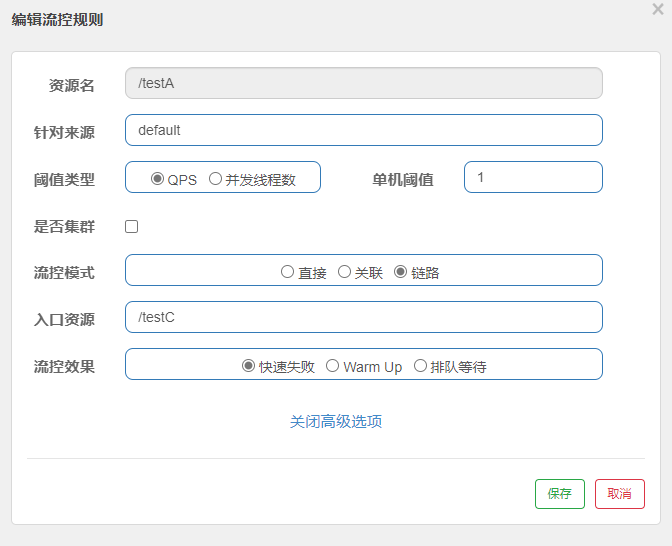 编辑流控规则 ×
资源名 /testA
针对来源 default
阈值类型 QPS 并发线程数 单机阈值 1
是否集群
流控模式 直接 关联 链路
入口资源 /testC
流控效果 快速失败 Warm Up 排队等待
关闭高级选项
保存 取消